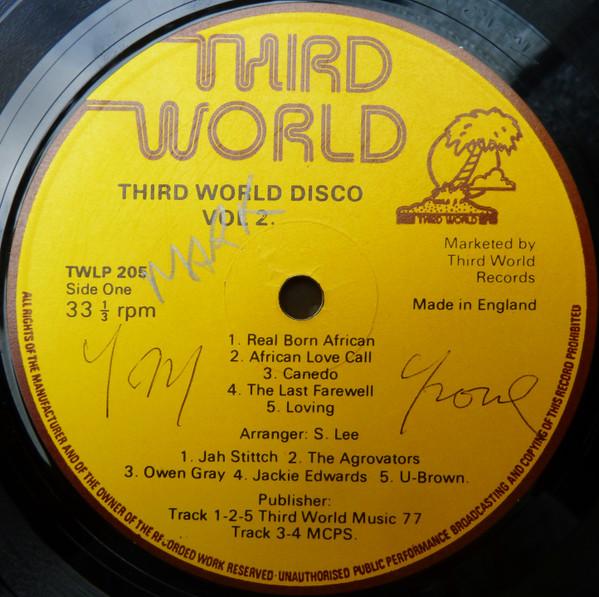 THIRD
WORLD
THIRD WORLD DISCO
VOL 2.
MARK
THIRD WORLD
Marketed by
Third World
Records
Made in England
TWLP 205
Side One
33 1/3 rpm
1. Real Born African
2. African Love Call
3. Canedo
4. The Last Farewell
5. Loving
Arranger: S. Lee
1. Jah Stittch 2. The Agrovators
3. Owen Gray 4. Jackie Edwards 5. U-Brown.
Publisher:
Track 1-2-5 Third World Music 77
Track 3-4 MCPS.
ALL RIGHTS OF THE MANUFACTURER AND OF THE OWNER OF THE RECORDED WORK RESERVED · UNAUTHORISED PUBLIC PERFORMANCE BROADCASTING AND COPYING OF THIS RECORD PROHIBITED